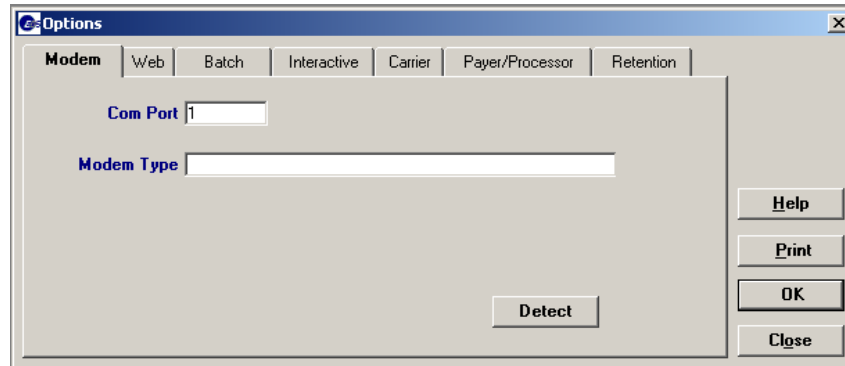 Options
Modem Web Batch Interactive Carrier Payer/Processor Retention
Com Port 1
Modem Type
Help
Print
OK
Detect
Close